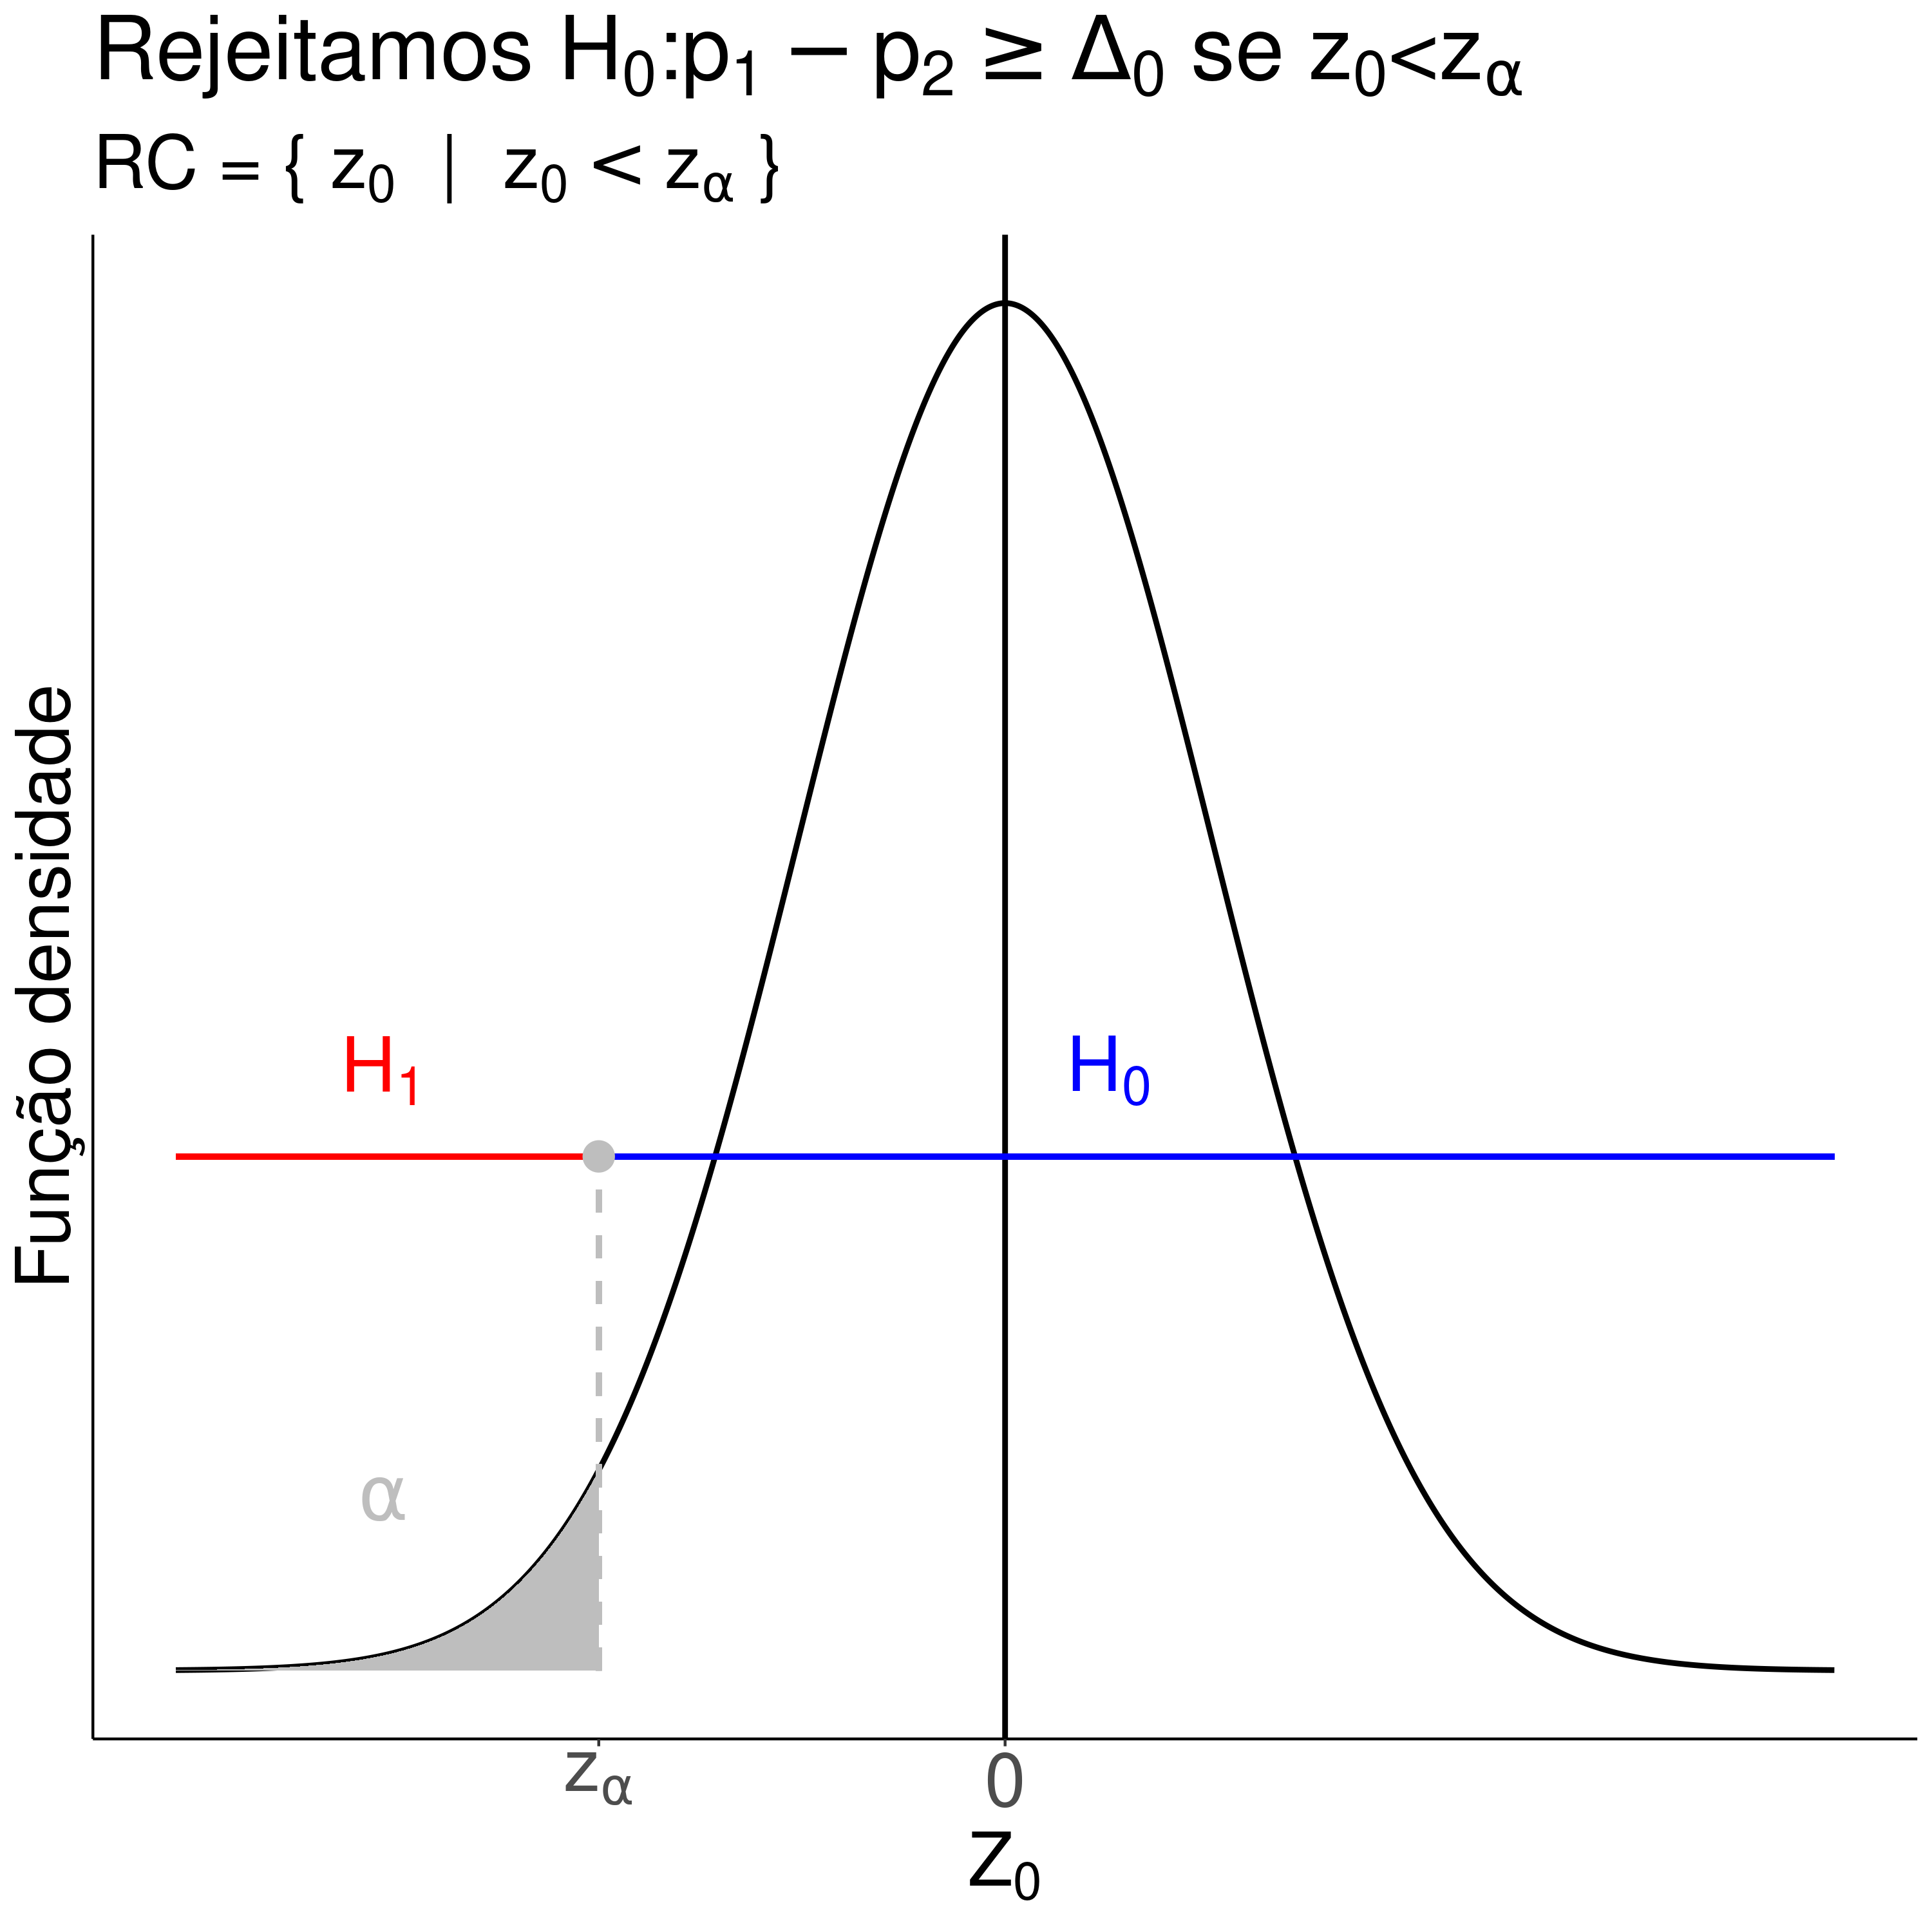 Rejeitamos H₀:p₁ − p₂ ≥ Δ₀ se z₀<zα
RC = { z₀ | z₀ < zα }
Função densidade
H₁
H₀
α
zα
0
Z₀